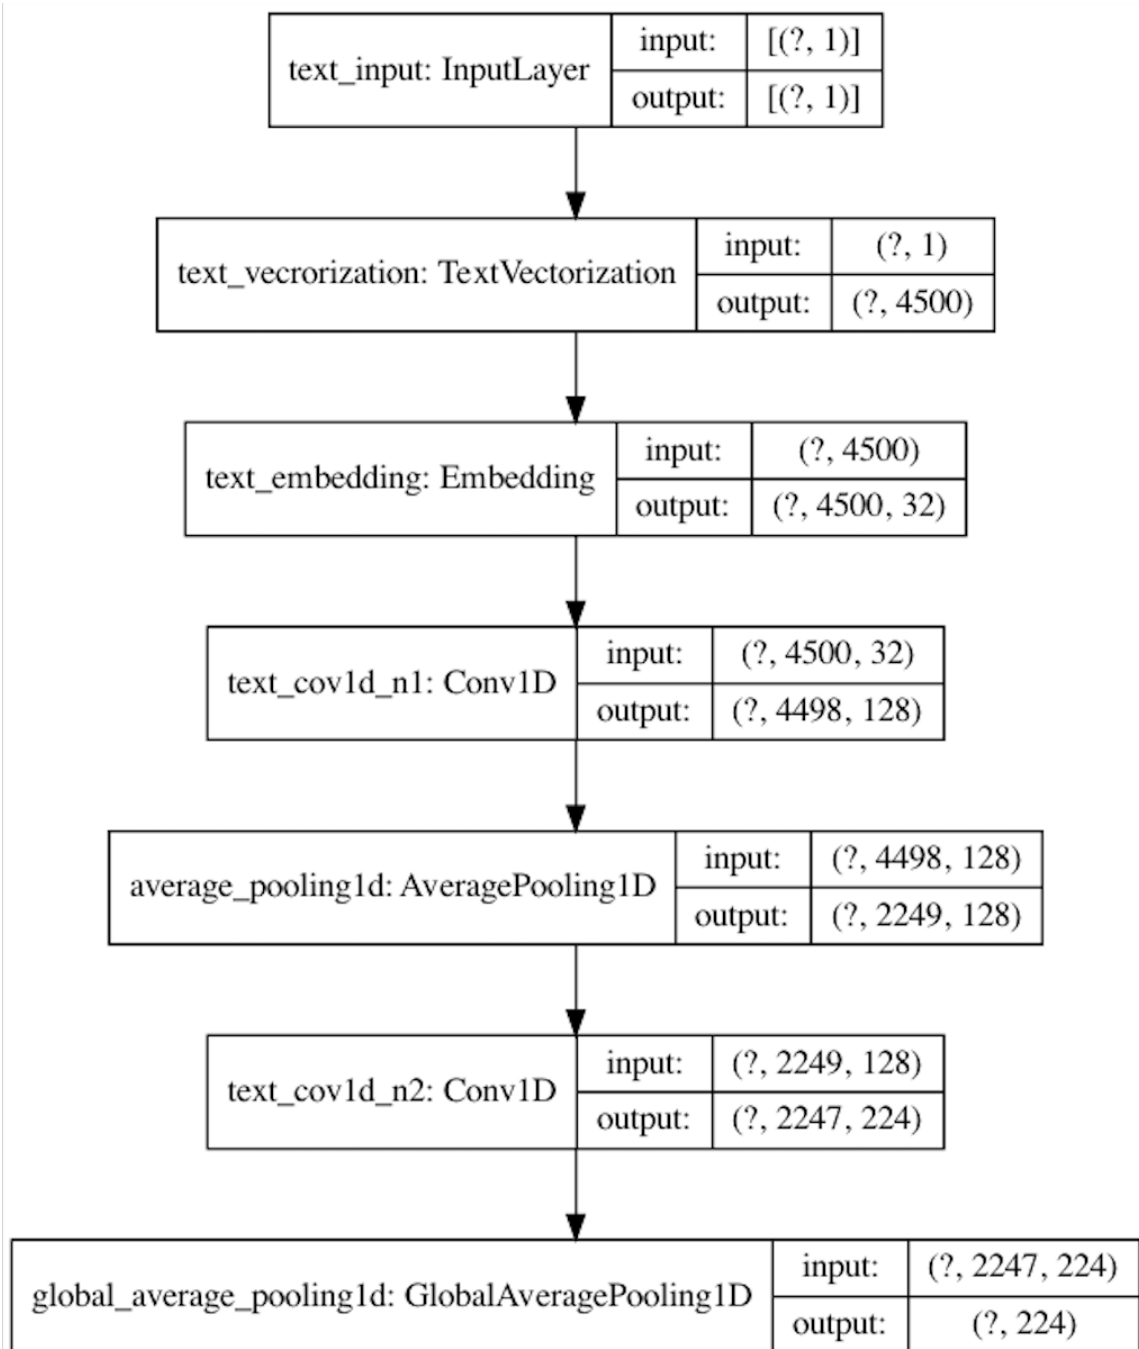 text_input: InputLayer
input: [(?, 1)]
output: [(?, 1)]
text_vecrorization: TextVectorization
input: (?, 1)
output: (?, 4500)
text_embedding: Embedding
input: (?, 4500)
output: (?, 4500, 32)
text_cov1d_n1: Conv1D
input: (?, 4500, 32)
output: (?, 4498, 128)
average_pooling1d: AveragePooling1D
input: (?, 4498, 128)
output: (?, 2249, 128)
text_cov1d_n2: Conv1D
input: (?, 2249, 128)
output: (?, 2247, 224)
global_average_pooling1d: GlobalAveragePooling1D
input: (?, 2247, 224)
output: (?, 224)